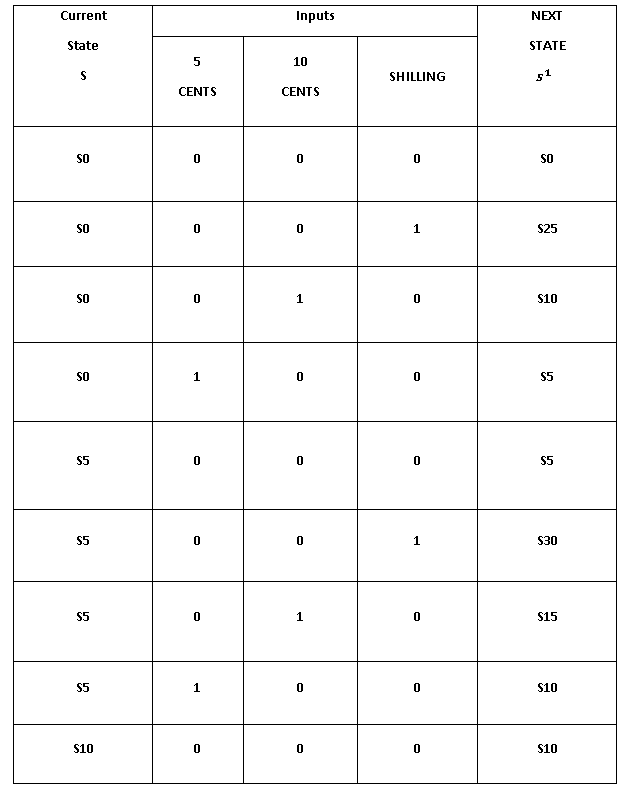 Current State S Inputs NEXT STATE s¹
5 CENTS 10 CENTS SHILLING
S0 0 0 0 S0
S0 0 0 1 S25
S0 0 1 0 S10
S0 1 0 0 S5
S5 0 0 0 S5
S5 0 0 1 S30
S5 0 1 0 S15
S5 1 0 0 S10
S10 0 0 0 S10